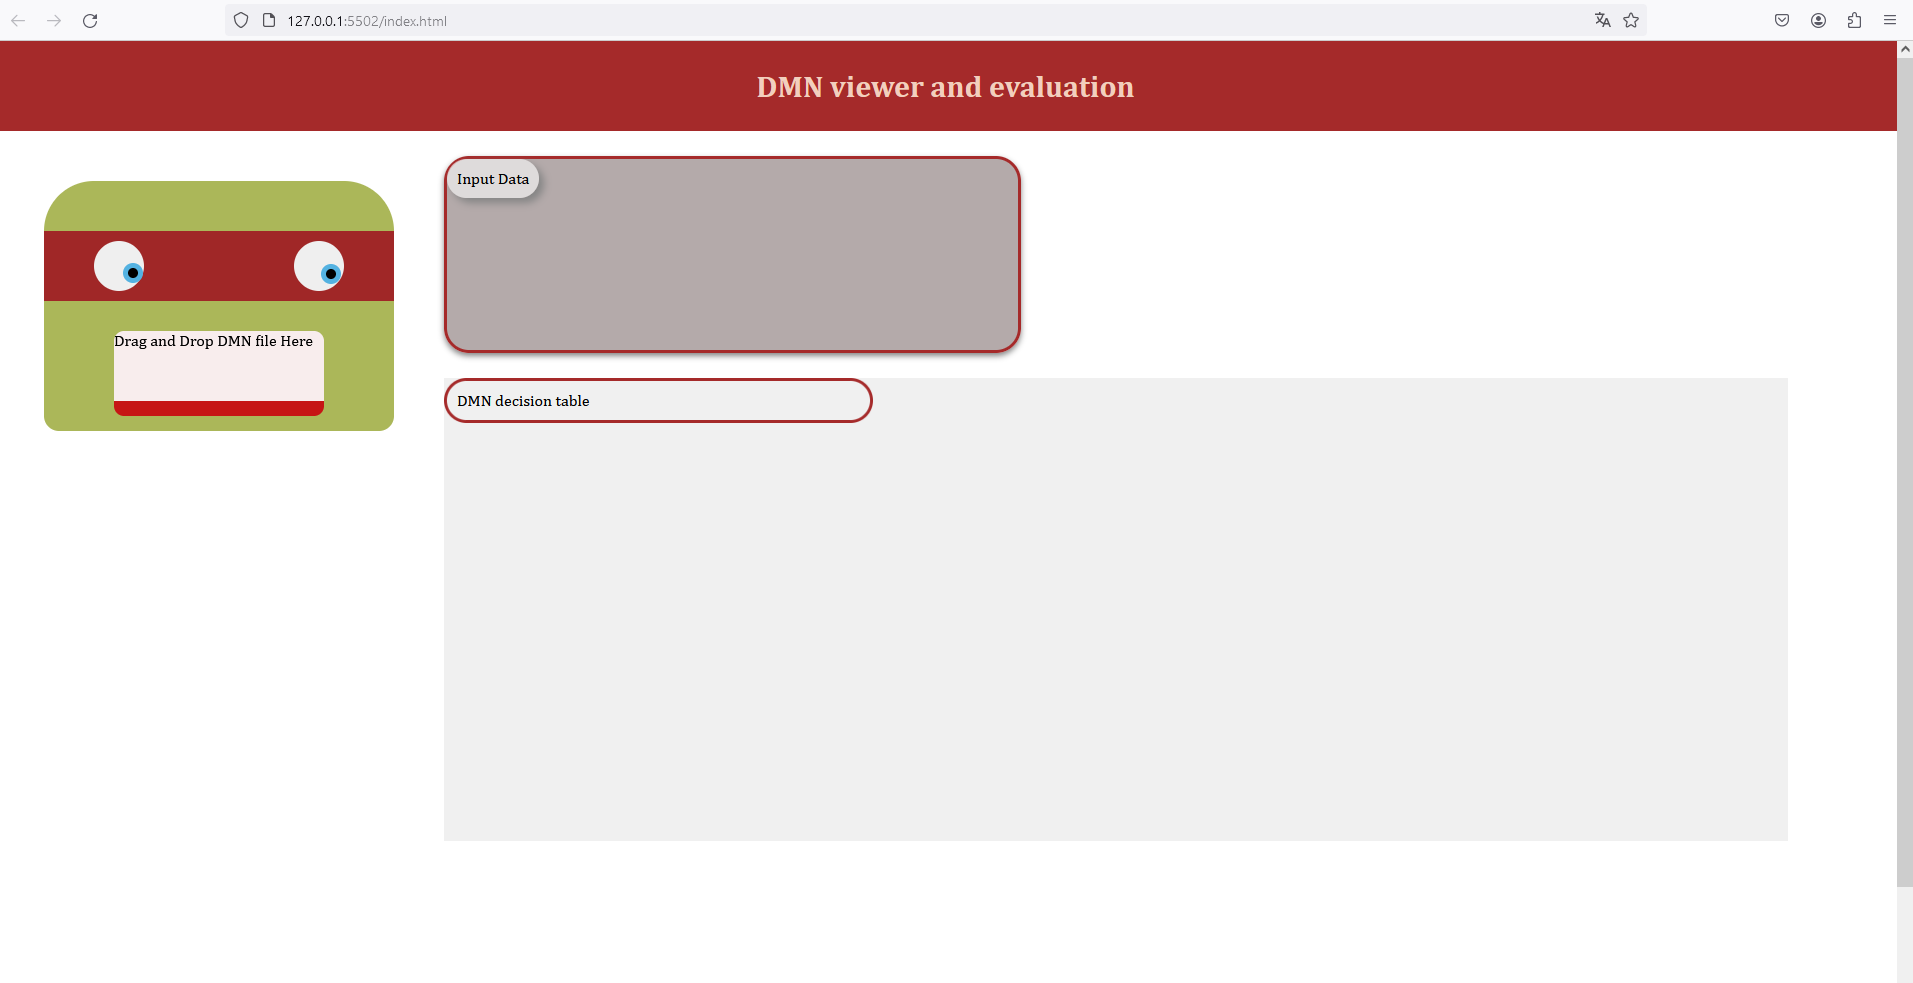 127.0.0.1:5502/index.html
DMN viewer and evaluation
Input Data
Drag and Drop DMN file Here
DMN decision table